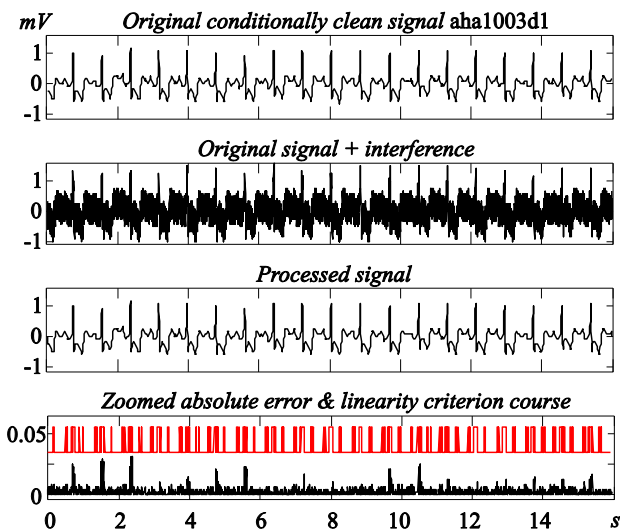 mV Original conditionally clean signal aha1003d1
1
0
-1
Original signal + interference
1
0
-1
Processed signal
1
0
-1
Zoomed absolute error & linearity criterion course
0.05
0
0 2 4 6 8 10 12 14 s